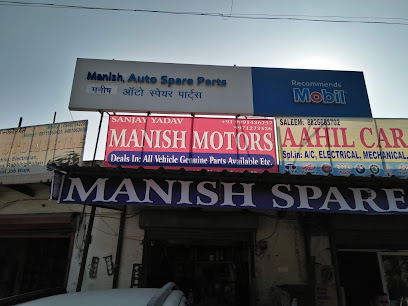 Manish Auto Spare Parts
मनीष ऑटो स्पेयर पार्ट्स
Recommends
Mobil
SANJAY YADAV
MANISH MOTORS
Deals In: All Vehicle Genuine Parts Available Etc.
SALEEM:
AAHIL CAR
Spl.in: A/C, ELECTRICAL, MECHANICAL,
MANISH SPARE